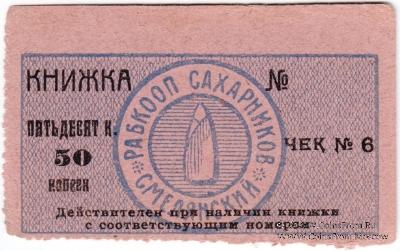 КНИЖКА №
РАБКООП САХАРНИКОВ
СМЕЛЯНСКИЙ
ПЯТЬДЕСЯТ К.
50
копеек
ЧЕК № 6
Действителен при наличии книжки
с соответствующим номером.